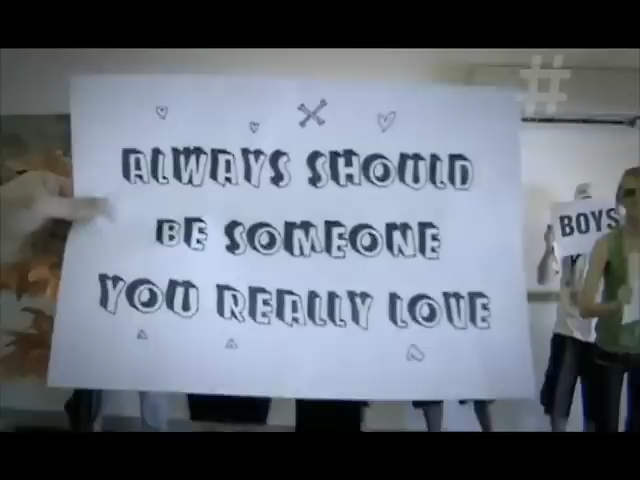 #
ALWAYS SHOULD
BE SOMEONE
YOU REALLY LOVE
BOYS